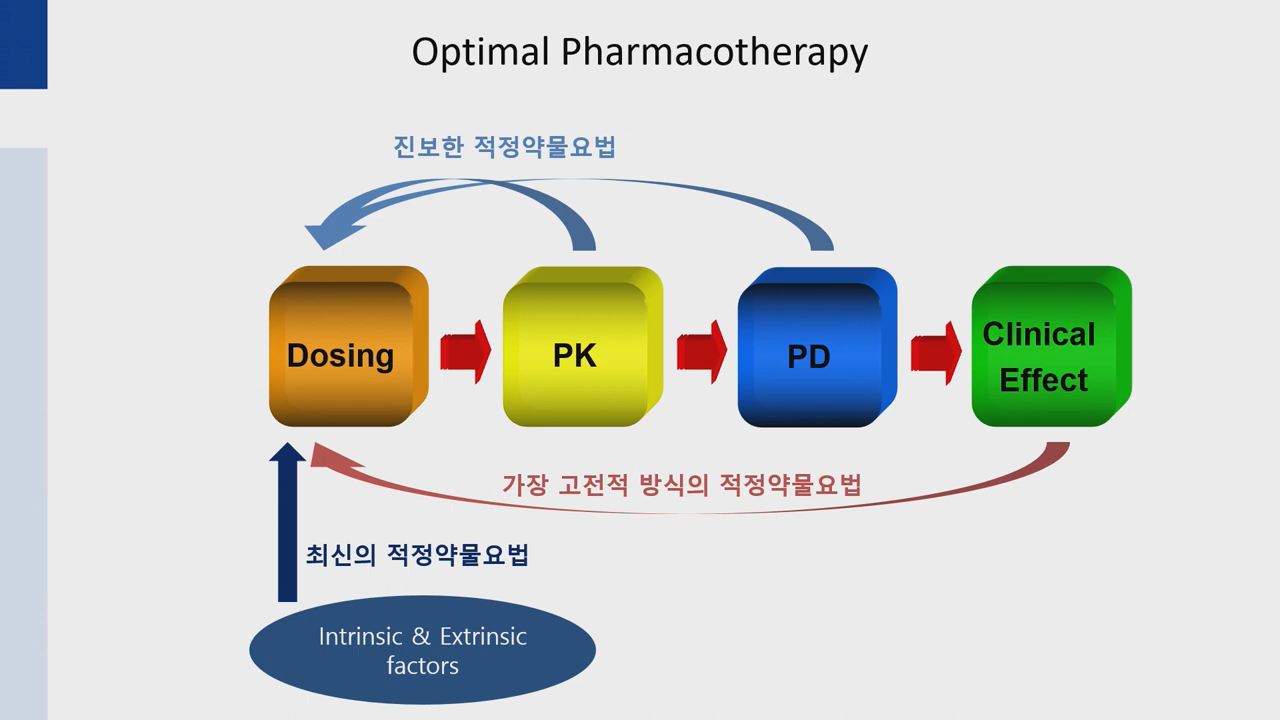 Optimal Pharmacotherapy
진보한 적정약물요법
Dosing
PK
PD
Clinical
Effect
가장 고전적 방식의 적정약물요법
최신의 적정약물요법
Intrinsic & Extrinsic
factors